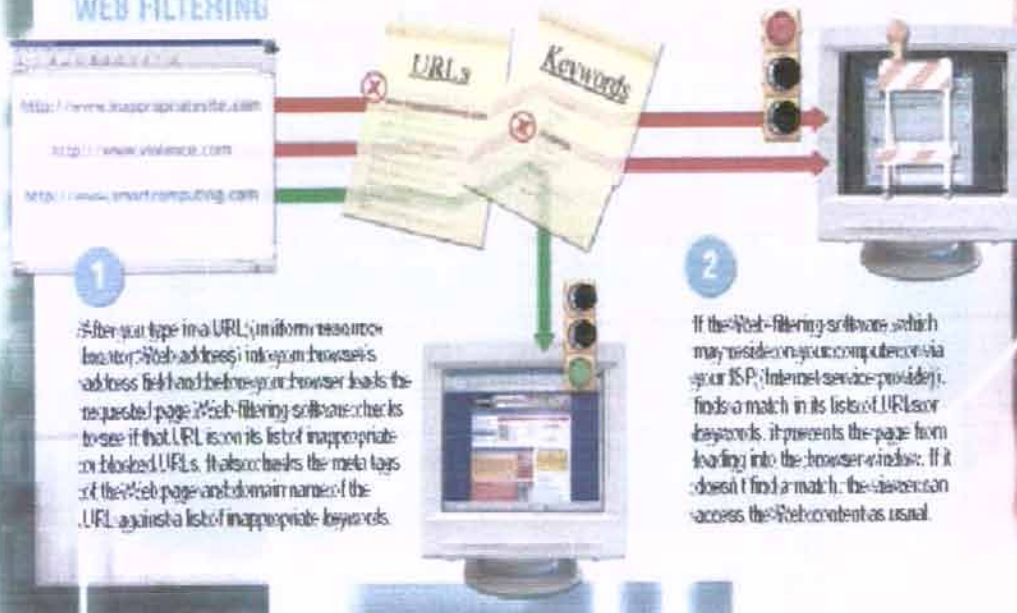 WEB FILTERING
http://www.inappropriatesite.com
http://www.violence.com
http://www.smartcomputing.com
URLs
Keywords
1
After you type in a URL (uniform resource
locator; Web address) into your browser's
address field and before your browser loads the
requested page, Web-filtering software checks
to see if that URL is on its list of inappropriate
or blocked URLs. It also checks the meta tags
of the Web page and domain name of the
URL against a list of inappropriate keywords.
2
If the Web-filtering software, which
may reside on your computer or via
your ISP (Internet service provider),
finds a match in its lists of URLs or
keywords, it prevents the page from
loading into the browser window. If it
doesn't find a match, the viewer can
access the Web content as usual.